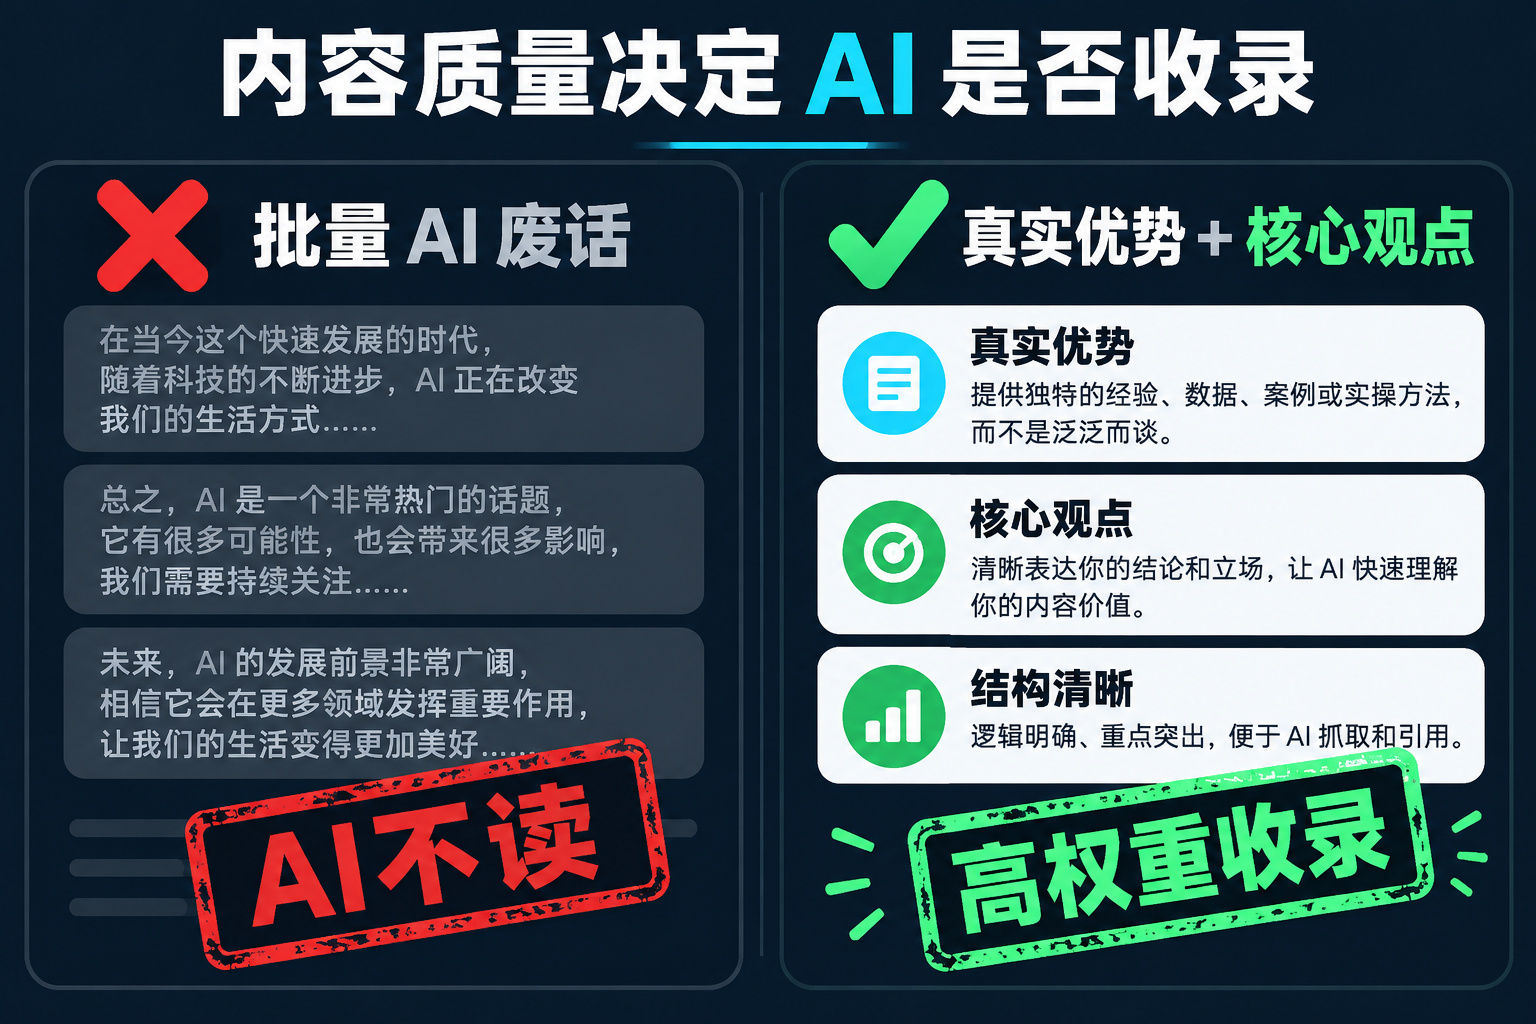 内容质量决定 AI 是否收录
批量 AI 废话
在当今这个快速发展的时代，
随着科技的不断进步，AI 正在改变
我们的生活方式......
总之，AI 是一个非常热门的话题，
它有很多可能性，也会带来很多影响，
我们需要持续关注......
未来，AI 的发展前景非常广阔，
相信它会在更多领域发挥重要作用，
让我们的生活变得更加美好......
AI不读
真实优势+核心观点
真实优势
提供独特的经验、数据、案例或实操方法，
而不是泛泛而谈。
核心观点
清晰表达你的结论和立场，让 AI 快速理解
你的内容价值。
结构清晰
逻辑明确、重点突出，便于 AI 抓取和引用。
高权重收录